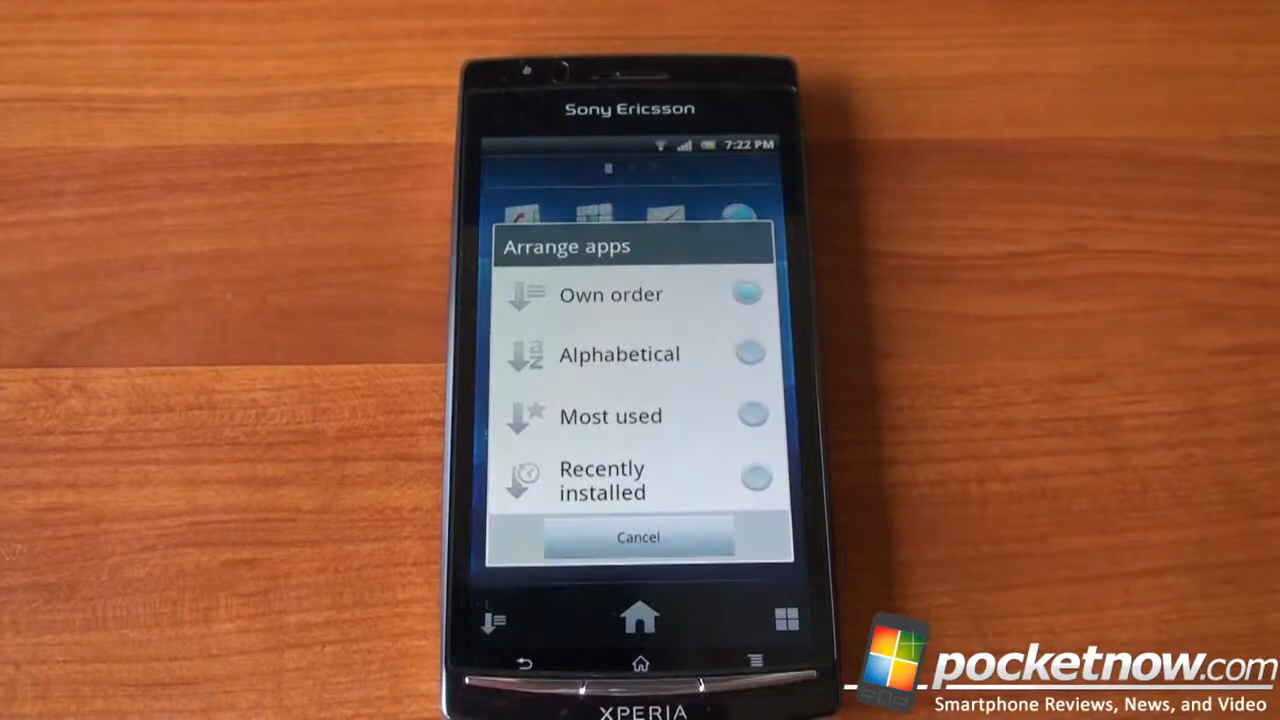 Sony Ericsson
7:22 PM
Arrange apps
Own order
Alphabetical
Most used
Recently
installed
Cancel
XPERIA
pocketnow.com
Smartphone Reviews, News, and Video